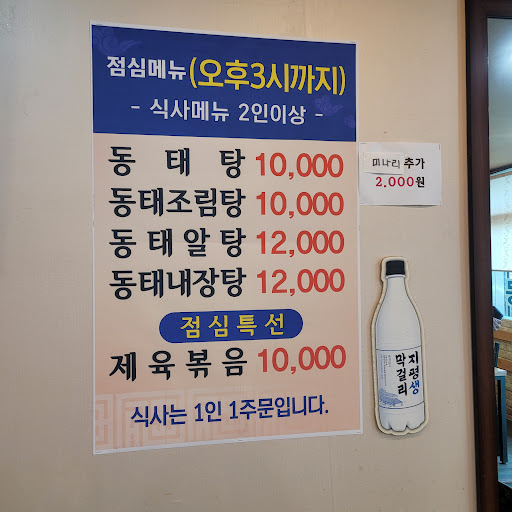 점심메뉴(오후3시까지)
- 식사메뉴 2인이상 -
동태탕 10,000
동태조림탕 10,000
동태알탕 12,000
동태내장탕 12,000
점심특선
제육볶음 10,000
식사는 1인 1주문입니다.
미나리 추가
2,000원
지평생
막걸리